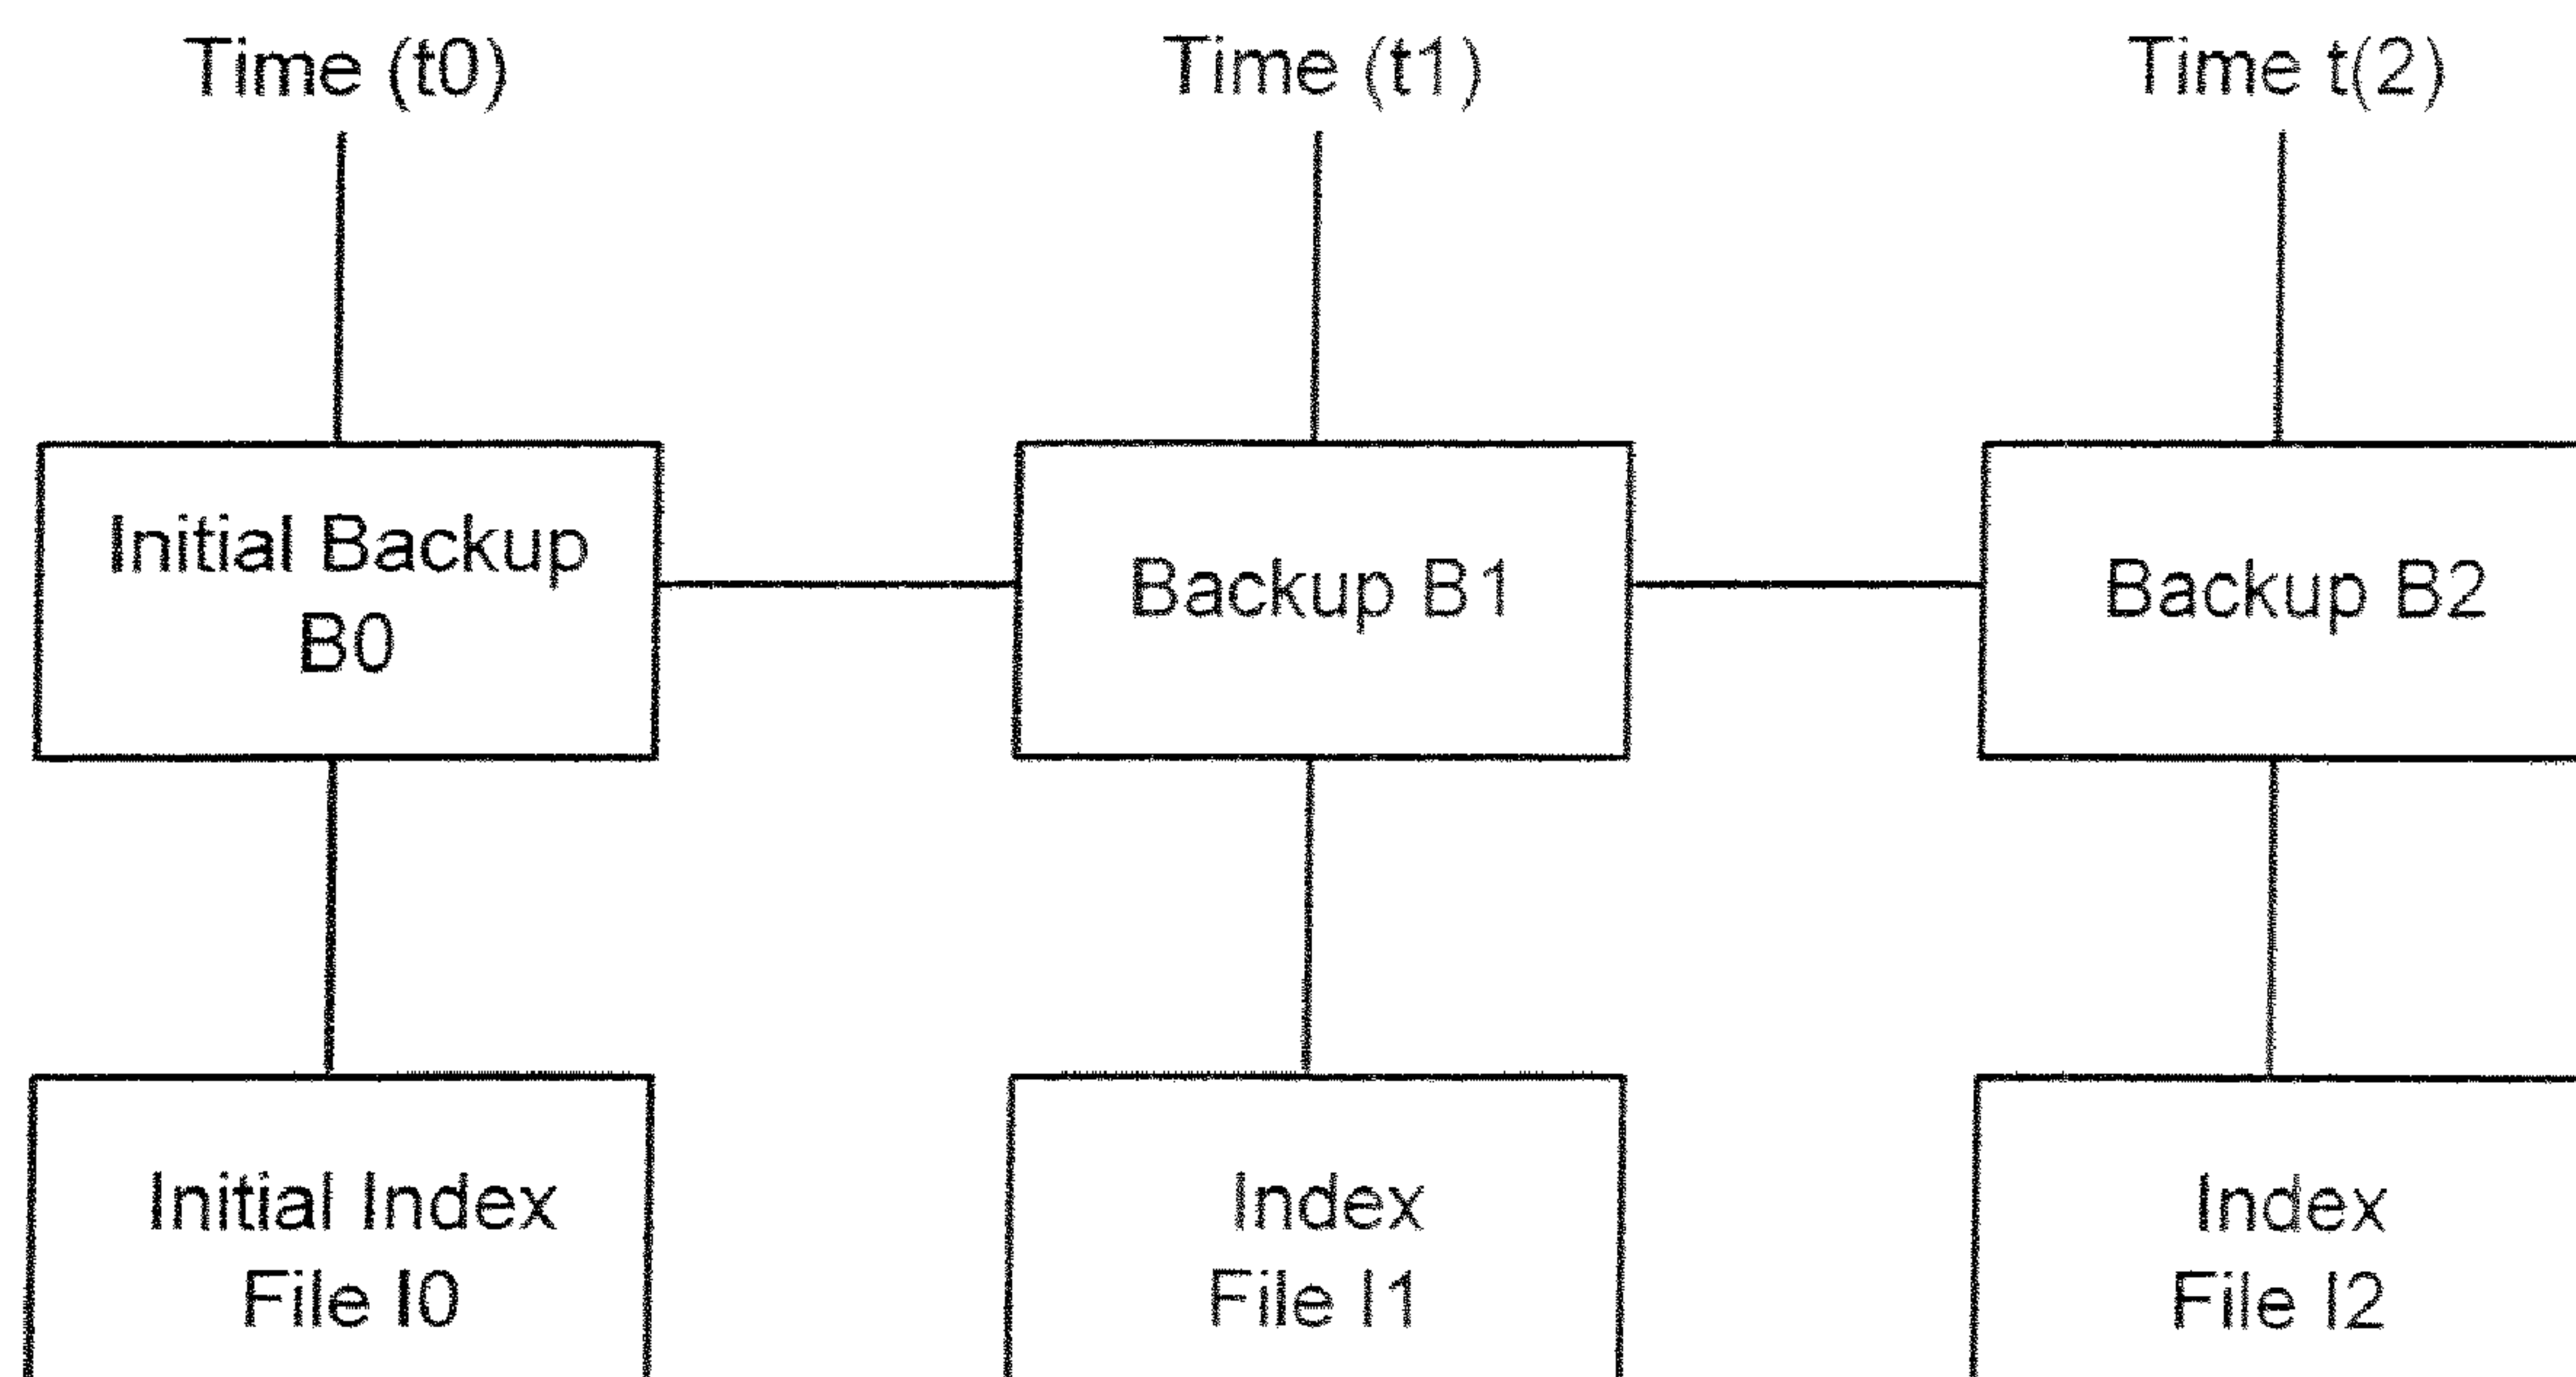 Time (t0)
Time (t1)
Time t(2)
Initial Backup
B0
Backup B1
Backup B2
Initial Index
File I0
Index
File I1
Index
File I2